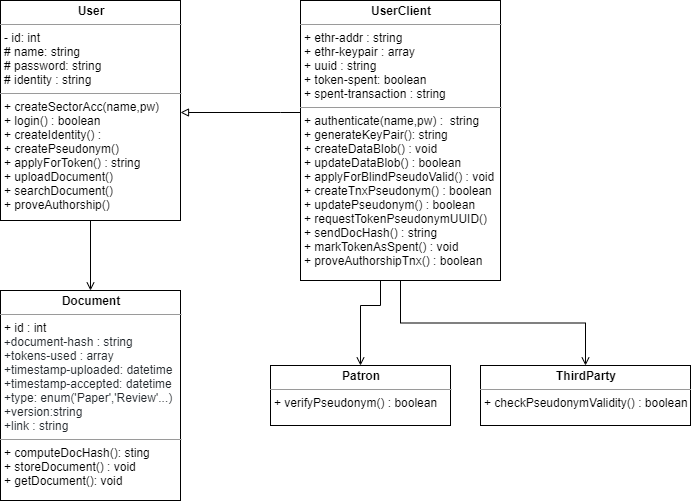 User
- id: int
# name: string
# password: string
# identity : string
+ createSectorAcc(name,pw)
+ login() : boolean
+ createIdentity() :
+ createPseudonym()
+ applyForToken() : string
+ uploadDocument()
+ searchDocument()
+ proveAuthorship()
UserClient
+ ethr-addr : string
+ ethr-keypair : array
+ uuid : string
+ token-spent: boolean
+ spent-transaction : string
+ authenticate(name,pw) : string
+ generateKeyPair(): string
+ createDataBlob() : void
+ updateDataBlob() : boolean
+ applyForBlindPseudoValid() : void
+ createTnxPseudonym() : boolean
+ updatePseudonym() : boolean
+ requestTokenPseudonymUUID()
+ sendDocHash() : string
+ markTokenAsSpent() : void
+ proveAuthorshipTnx() : boolean
Document
+ id : int
+document-hash : string
+tokens-used : array
+timestamp-uploaded: datetime
+timestamp-accepted: datetime
+type: enum('Paper','Review'...)
+version:string
+link : string
+ computeDocHash(): sting
+ storeDocument() : void
+ getDocument(): void
Patron
+ verifyPseudonym() : boolean
ThirdParty
+ checkPseudonymValidity() : boolean